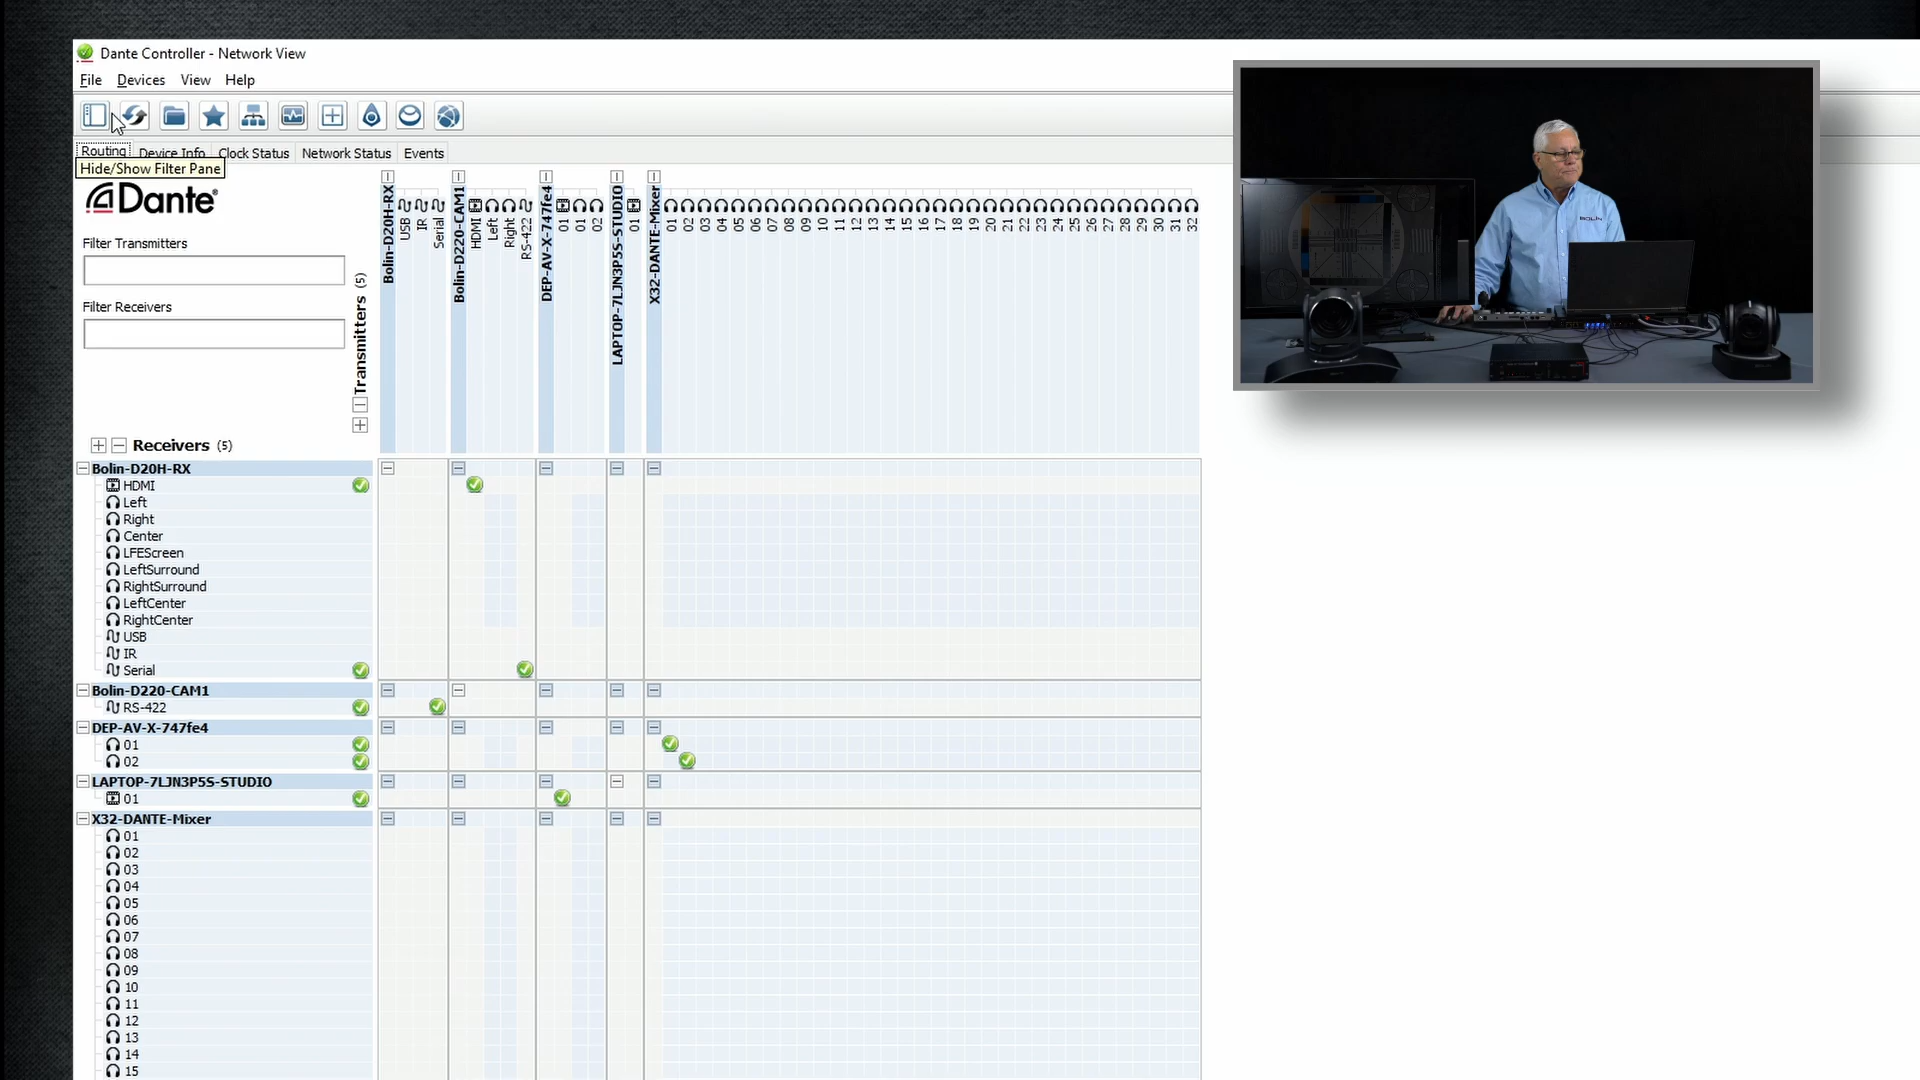 Dante Controller - Network View
File Devices View Help
Routing Device Info Clock Status Network Status Events
Hide/Show Filter Pane
Dante
Filter Transmitters
Filter Receivers
Transmitters (5)
Bolin-D20H-RX
USB
IR
Serial
Bolin-D220-CAM1
HDMI
Left
Right
RS-422
DEP-AV-X-747fe4
01
01
02
LAPTOP-7LJN3P5S-STUDIO
01
X32-DANTE-Mixer
01 02 03 04 05 06 07 08 09 10 11 12 13 14 15 16 17 18 19 20 21 22 23 24 25 26 27 28 29 30 31 32
Receivers (5)
Bolin-D20H-RX
HDMI
Left
Right
Center
LFEScreen
LeftSurround
RightSurround
LeftCenter
RightCenter
USB
IR
Serial
Bolin-D220-CAM1
RS-422
DEP-AV-X-747fe4
01
02
LAPTOP-7LJN3P5S-STUDIO
01
X32-DANTE-Mixer
01
02
03
04
05
06
07
08
09
10
11
12
13
14
15
BOLIN